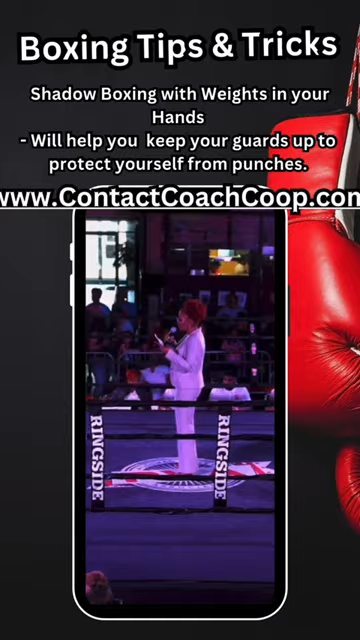 Boxing Tips & Tricks
Shadow Boxing with Weights in your
Hands
- Will help you keep your guards up to
protect yourself from punches.
www.ContactCoachCoop.com
RINGSIDE
RINGSIDE